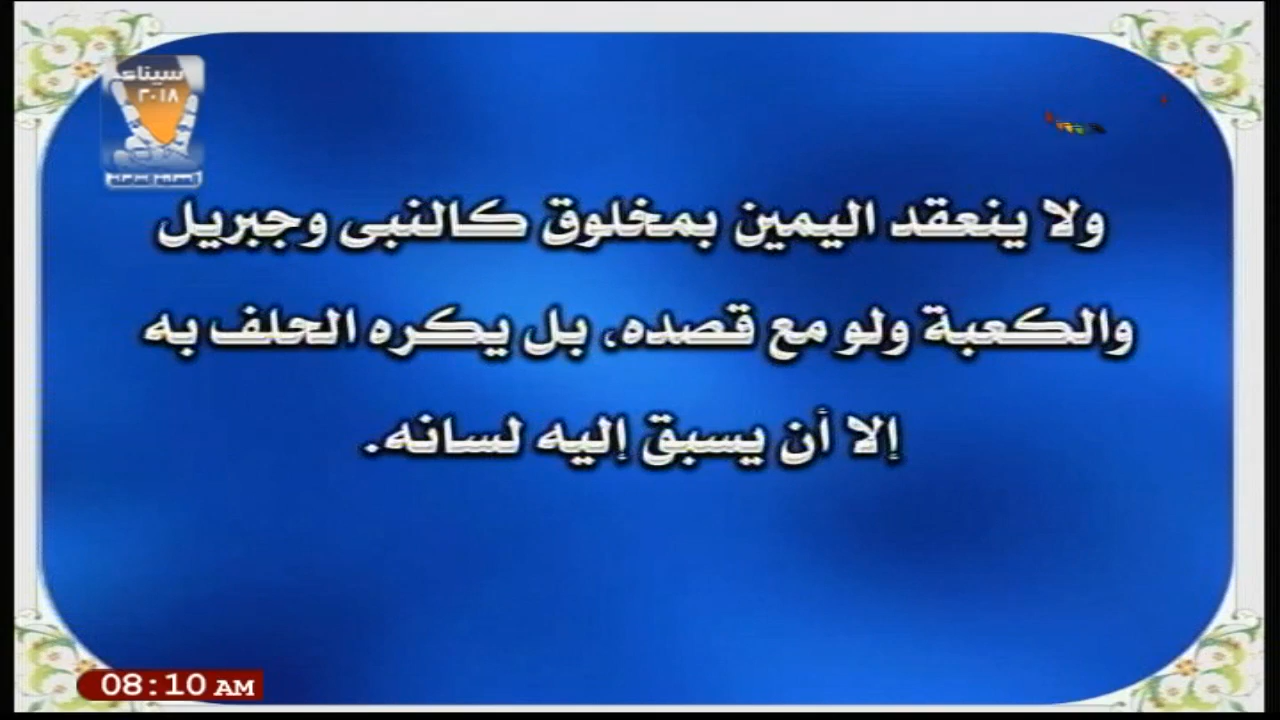 سيناء
٢٠١٨
ولا ينعقد اليمين بمخلوق كالنبى وجبريل
والكعبة ولو مع قصده، بل يكره الحلف به
إلا أن يسبق إليه لسانه.
08:10 AM